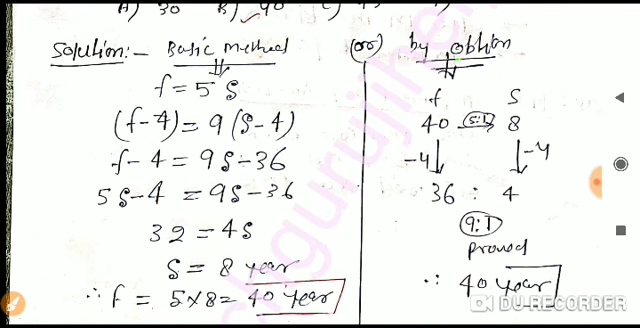 A) 30 B) 40 C)
Solution:- Basic method
f = 5 S
(f-4) = 9 (S-4)
f-4 = 9S-36
5S-4 = 9S-36
32 = 4S
S = 8 year
∴ f = 5×8 = 40 year
(or) by option
f S
40 5:1 8
-4 -4
36 : 4
9:1
proved
∴ 40 year
DU RECORDER